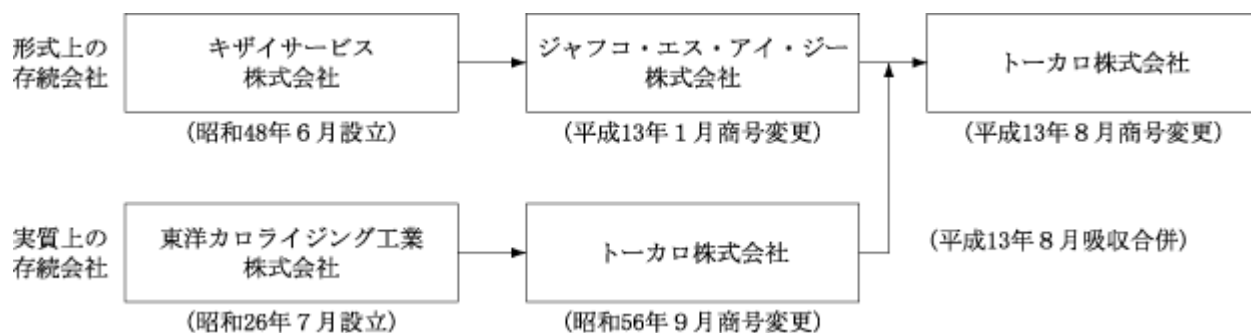 形式上の
存続会社
キザイサービス
株式会社
(昭和48年6月設立)
ジャフコ・エス・アイ・ジー
株式会社
(平成13年1月商号変更)
トーカロ株式会社
(平成13年8月商号変更)
実質上の
存続会社
東洋カロライジング工業
株式会社
(昭和26年7月設立)
トーカロ株式会社
(昭和56年9月商号変更)
(平成13年8月吸収合併)